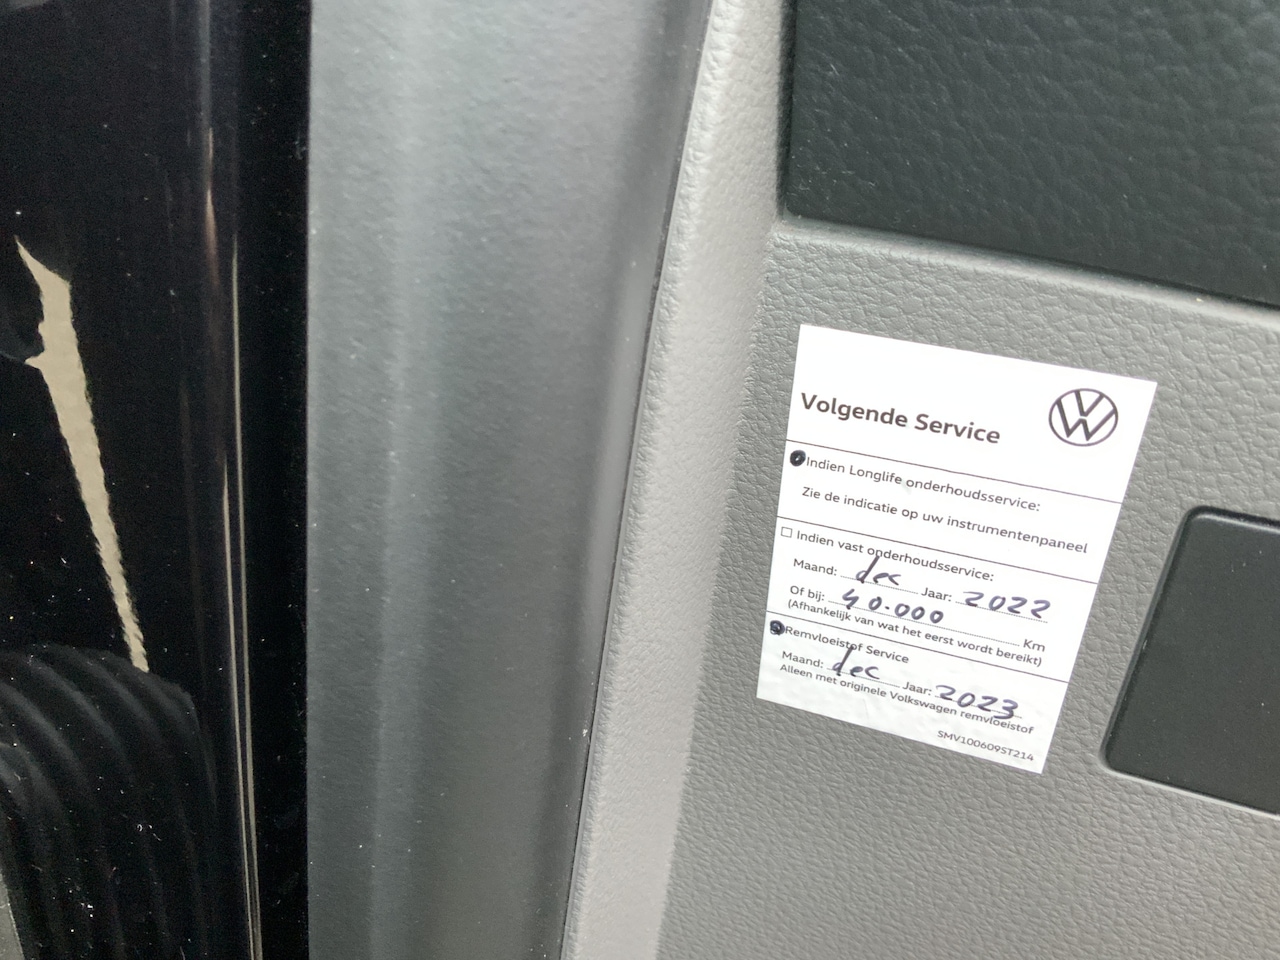 Volgende Service
Indien Longlife onderhoudsservice:
Zie de indicatie op uw instrumentenpaneel
Indien vast onderhoudsservice:
Maand: dec Jaar: 2022
Of bij: 40.000 Km
(Afhankelijk van wat het eerst wordt bereikt)
Remvloeistof Service
Maand: dec Jaar: 2023
Alleen met originele Volkswagen remvloeistof
SMV100609ST214